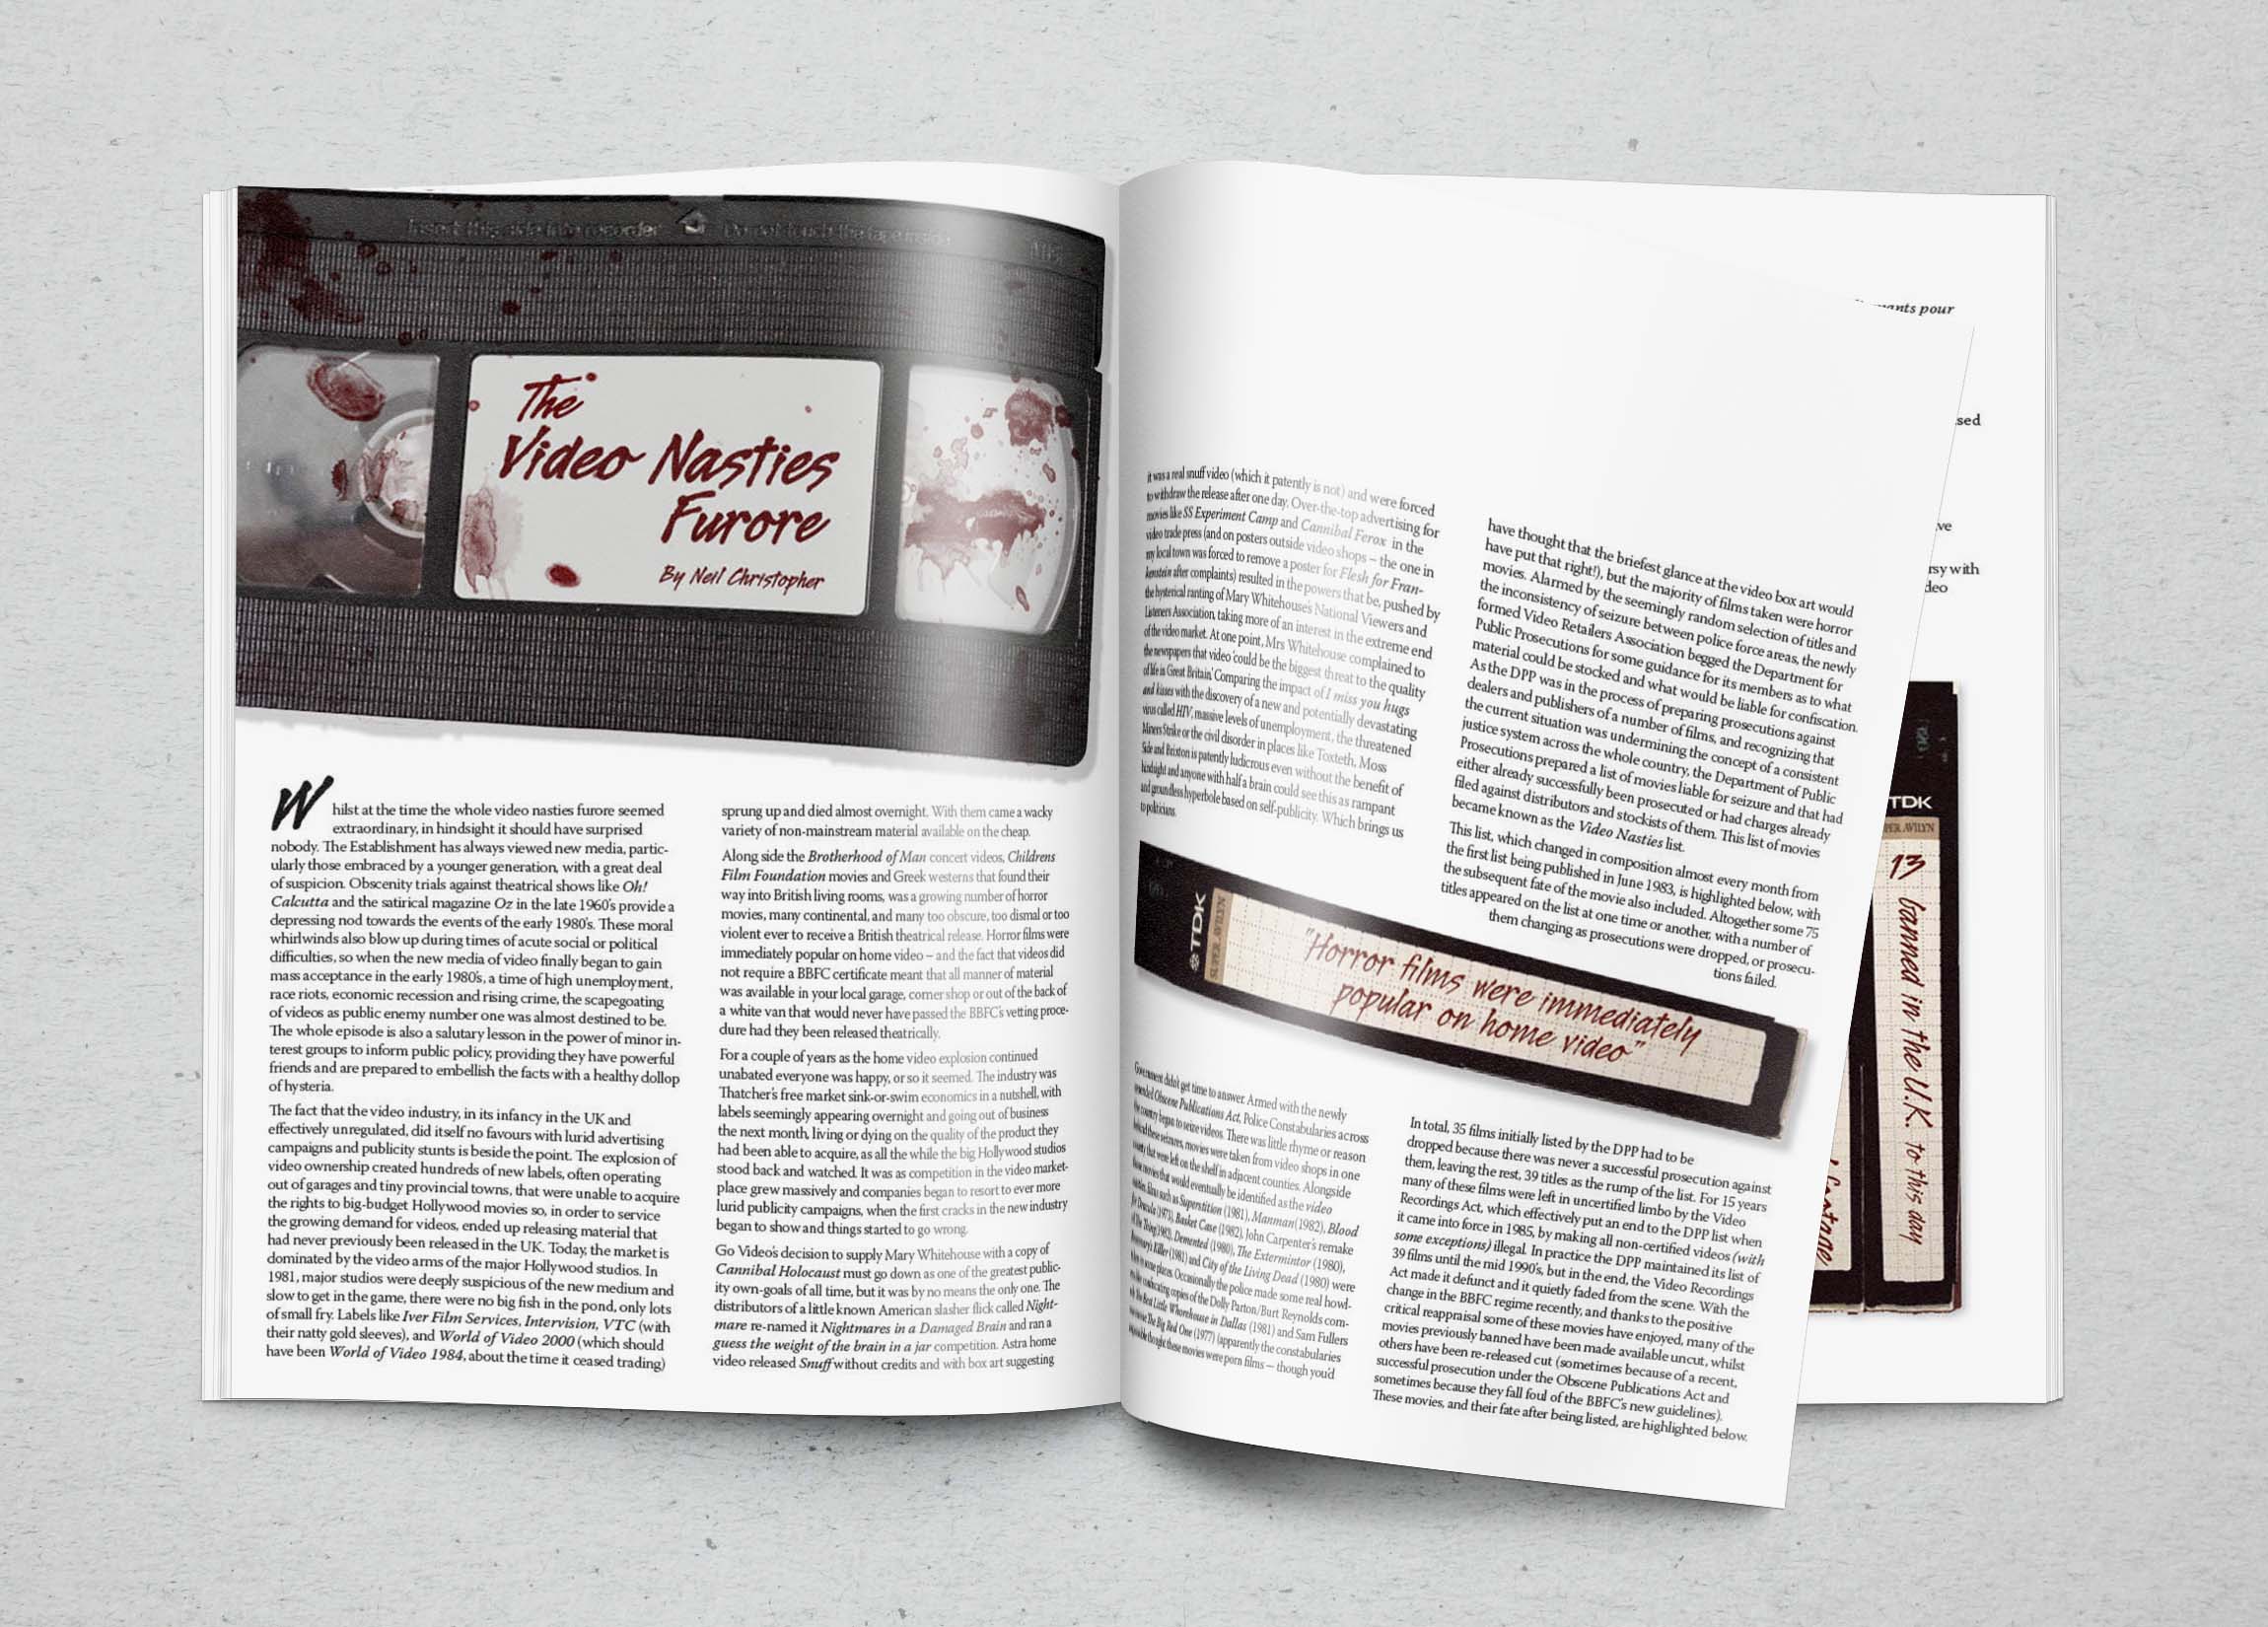 Insert this side into recorder
Do not touch the tape inside
The
Video Nasties
Furore
By Neil Christopher
Whilst at the time the whole video nasties furore seemed
extraordinary, in hindsight it should have surprised
nobody. The Establishment has always viewed new media, partic-
ularly those embraced by a younger generation, with a great deal
of suspicion. Obscenity trials against theatrical shows like Oh!
Calcutta and the satirical magazine Oz in the late 1960's provide a
depressing nod towards the events of the early 1980's. These moral
whirlwinds also blow up during times of acute social or political
difficulties, so when the new media of video finally began to gain
mass acceptance in the early 1980's, a time of high unemployment,
race riots, economic recession and rising crime, the scapegoating
of videos as public enemy number one was almost destined to be.
The whole episode is also a salutary lesson in the power of minor in-
terest groups to inform public policy, providing they have powerful
friends and are prepared to embellish the facts with a healthy dollop
of hysteria.
The fact that the video industry, in its infancy in the UK and
effectively unregulated, did itself no favours with lurid advertising
campaigns and publicity stunts is beside the point. The explosion of
video ownership created hundreds of new labels, often operating
out of garages and tiny provincial towns, that were unable to acquire
the rights to big-budget Hollywood movies so, in order to service
the growing demand for videos, ended up releasing material that
had never previously been released in the UK. Today, the market is
dominated by the video arms of the major Hollywood studios. In
1981, major studios were deeply suspicious of the new medium and
slow to get in the game, there were no big fish in the pond, only lots
of small fry. Labels like Iver Film Services, Intervision, VTC (with
their natty gold sleeves), and World of Video 2000 (which should
have been World of Video 1984, about the time it ceased trading)
sprung up and died almost overnight. With them came a wacky
variety of non-mainstream material available on the cheap.
Along side the Brotherhood of Man concert videos, Childrens
Film Foundation movies and Greek westerns that found their
way into British living rooms, was a growing number of horror
movies, many continental, and many too obscure, too dismal or too
violent ever to receive a British theatrical release. Horror films were
immediately popular on home video – and the fact that videos did
not require a BBFC certificate meant that all manner of material
was available in your local garage, corner shop or out of the back of
a white van that would never have passed the BBFC's vetting proce-
dure had they been released theatrically.
For a couple of years as the home video explosion continued
unabated everyone was happy, or so it seemed. The industry was
Thatcher's free market sink-or-swim economics in a nutshell, with
labels seemingly appearing overnight and going out of business
the next month, living or dying on the quality of the product they
had been able to acquire, as all the while the big Hollywood studios
stood back and watched. It was as competition in the video market-
place grew massively and companies began to resort to ever more
lurid publicity campaigns, when the first cracks in the new industry
began to show and things started to go wrong.
Go Video's decision to supply Mary Whitehouse with a copy of
Cannibal Holocaust must go down as one of the greatest public-
ity own-goals of all time, but it was by no means the only one. The
distributors of a little known American slasher flick called Night-
mare re-named it Nightmares in a Damaged Brain and ran a
guess the weight of the brain in a jar competition. Astra home
video released Snuff without credits and with box art suggesting
it was a real snuff video (which it patently is not) and were forced
to withdraw the release after one day. Over-the-top advertising for
movies like SS Experiment Camp and Cannibal Ferox in the
video trade press (and on posters outside video shops – the one in
my local town was forced to remove a poster for Flesh for Fran-
kenstein after complaints) resulted in the powers that be, pushed by
the hysterical ranting of Mary Whitehouse's National Viewers and
Listeners Association, taking more of an interest in the extreme end
of the video market. At one point, Mrs Whitehouse complained to
the newspapers that video 'could be the biggest threat to the quality
of life in Great Britain.' Comparing the impact of I miss you hugs
and kisses with the discovery of a new and potentially devastating
virus called HIV, massive levels of unemployment, the threatened
Miners Strike or the civil disorder in places like Toxteth, Moss
Side and Brixton is patently ludicrous even without the benefit of
hindsight and anyone with half a brain could see this as rampant
and groundless hyperbole based on self-publicity. Which brings us
to politicians.
TDK
SUPER AVILYN
"Horror films were immediately
popular on home video"
Government didn't get time to answer. Armed with the newly
amended Obscene Publications Act, Police Constabularies across
the country began to seize videos. There was little rhyme or reason
behind these seizures, movies were taken from video shops in one
county that were left on the shelf in adjacent counties. Alongside
those movies that would eventually be identified as the video
nasties, films such as Superstition (1981), Manman (1982), Blood
for Dracula (1973), Basket Case (1982), John Carpenter's remake
of The Thing (1982), Demented (1980), The Extermintor (1980),
Rosemary's Killer (1981) and City of the Living Dead (1980) were
taken in some places. Occasionally the police made some real howl-
confiscating copies of the Dolly Parton/Burt Reynolds com-
The Best Little Whorehouse in Dallas (1981) and Sam Fullers
The Big Red One (1977) (apparently the constabularies
thought these movies were porn films – though you'd
have thought that the briefest glance at the video box art would
have put that right!), but the majority of films taken were horror
movies. Alarmed by the seemingly random selection of titles and
the inconsistency of seizure between police force areas, the newly
formed Video Retailers Association begged the Department for
Public Prosecutions for some guidance for its members as to what
material could be stocked and what would be liable for confiscation.
As the DPP was in the process of preparing prosecutions against
dealers and publishers of a number of films, and recognizing that
the current situation was undermining the concept of a consistent
justice system across the whole country, the Department of Public
Prosecutions prepared a list of movies liable for seizure and that had
either already successfully been prosecuted or had charges already
filed against distributors and stockists of them. This list of movies
became known as the Video Nasties list.
This list, which changed in composition almost every month from
the first list being published in June 1983, is highlighted below, with
the subsequent fate of the movie also included. Altogether some 75
titles appeared on the list at one time or another, with a number of
them changing as prosecutions were dropped, or prosecu-
tions failed.
In total, 35 films initially listed by the DPP had to be
dropped because there was never a successful prosecution against
them, leaving the rest, 39 titles as the rump of the list. For 15 years
many of these films were left in uncertified limbo by the Video
Recordings Act, which effectively put an end to the DPP list when
it came into force in 1985, by making all non-certified videos (with
some exceptions) illegal. In practice the DPP maintained its list of
39 films until the mid 1990's, but in the end, the Video Recordings
Act made it defunct and it quietly faded from the scene. With the
change in the BBFC regime recently, and thanks to the positive
critical reappraisal some of these movies have enjoyed, many of the
movies previously banned have been made available uncut, whilst
others have been re-released cut (sometimes because of a recent,
successful prosecution under the Obscene Publications Act and
sometimes because they fall foul of the BBFC's new guidelines).
These movies, and their fate after being listed, are highlighted below.
pour
with
TDK
AVILYN
13 banned in the U.K. to this day